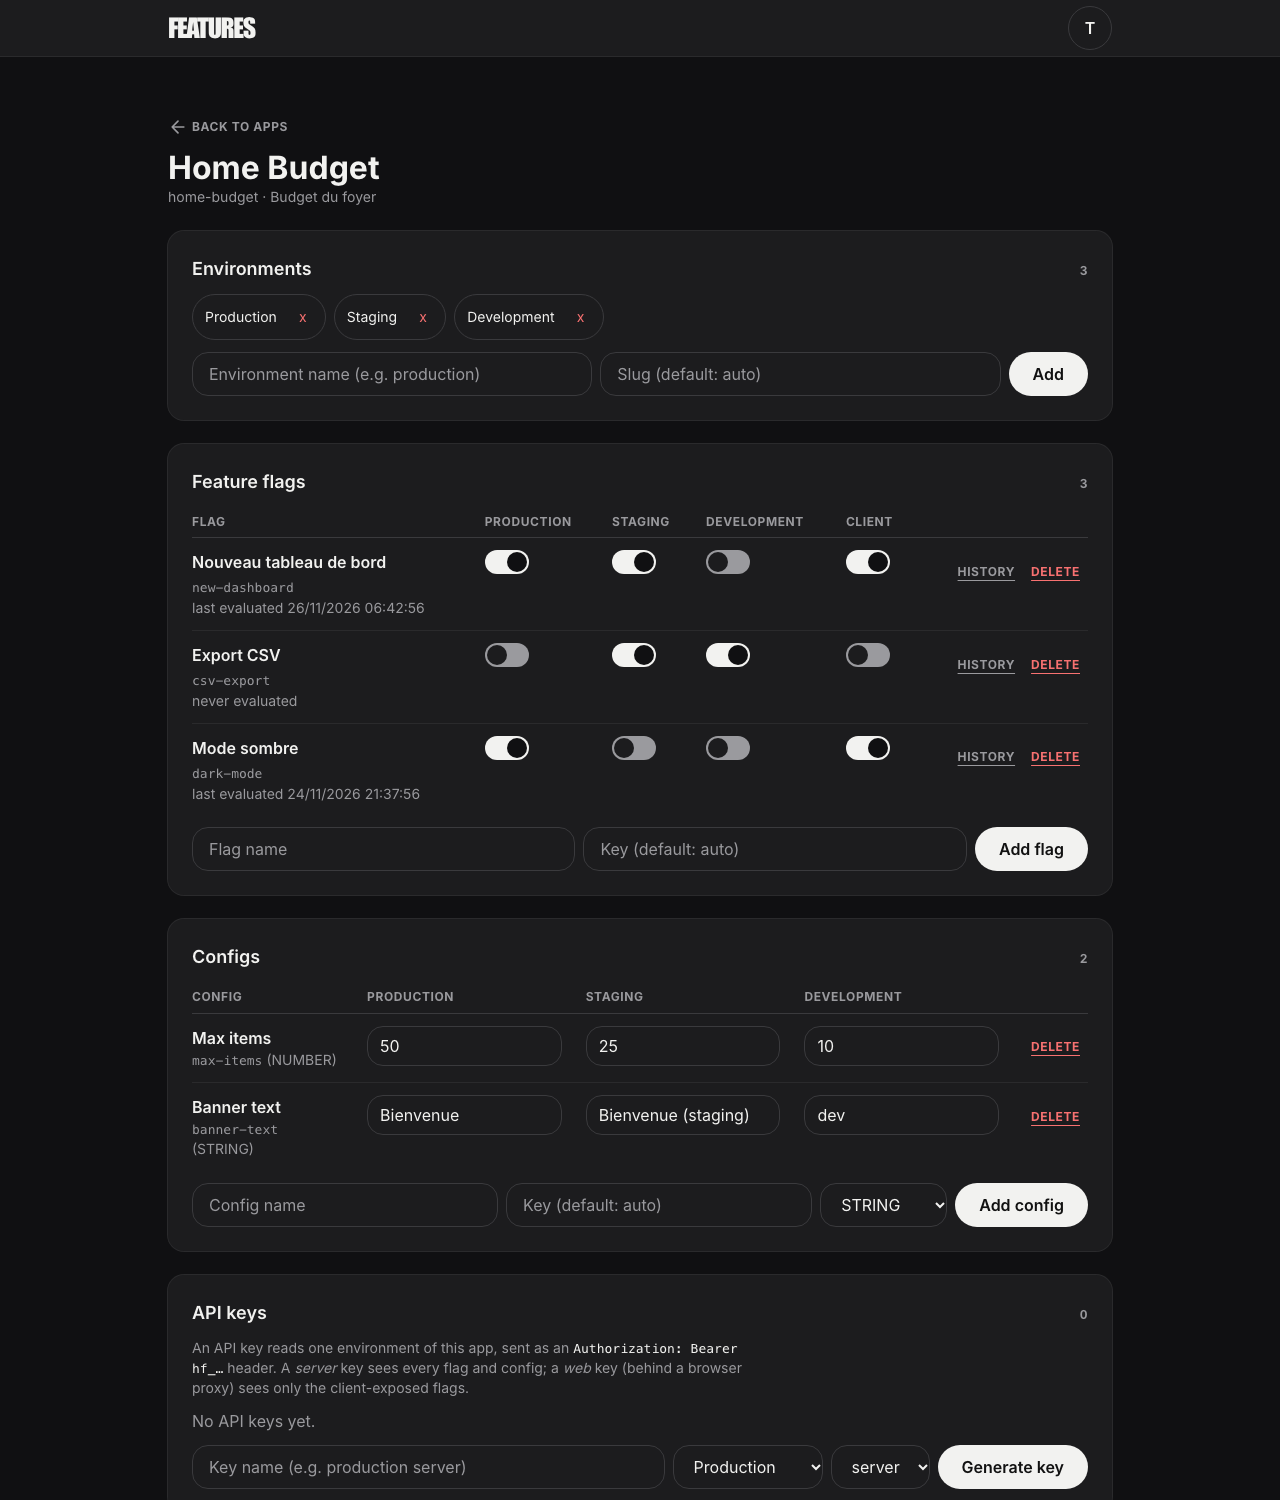 FEATURES
T
BACK TO APPS
Home Budget
home-budget · Budget du foyer
Environments
3
Production x
Staging x
Development x
Environment name (e.g. production)
Slug (default: auto)
Add
Feature flags
3
FLAG PRODUCTION STAGING DEVELOPMENT CLIENT
Nouveau tableau de bord
new-dashboard
last evaluated 26/11/2026 06:42:56
HISTORY DELETE
Export CSV
csv-export
never evaluated
HISTORY DELETE
Mode sombre
dark-mode
last evaluated 24/11/2026 21:37:56
HISTORY DELETE
Flag name
Key (default: auto)
Add flag
Configs
2
CONFIG PRODUCTION STAGING DEVELOPMENT
Max items
max-items (NUMBER)
50
25
10
DELETE
Banner text
banner-text
(STRING)
Bienvenue
Bienvenue (staging)
dev
DELETE
Config name
Key (default: auto)
STRING
Add config
API keys
0
An API key reads one environment of this app, sent as an Authorization: Bearer
hf_… header. A server key sees every flag and config; a web key (behind a browser
proxy) sees only the client-exposed flags.
No API keys yet.
Key name (e.g. production server)
Production
server
Generate key